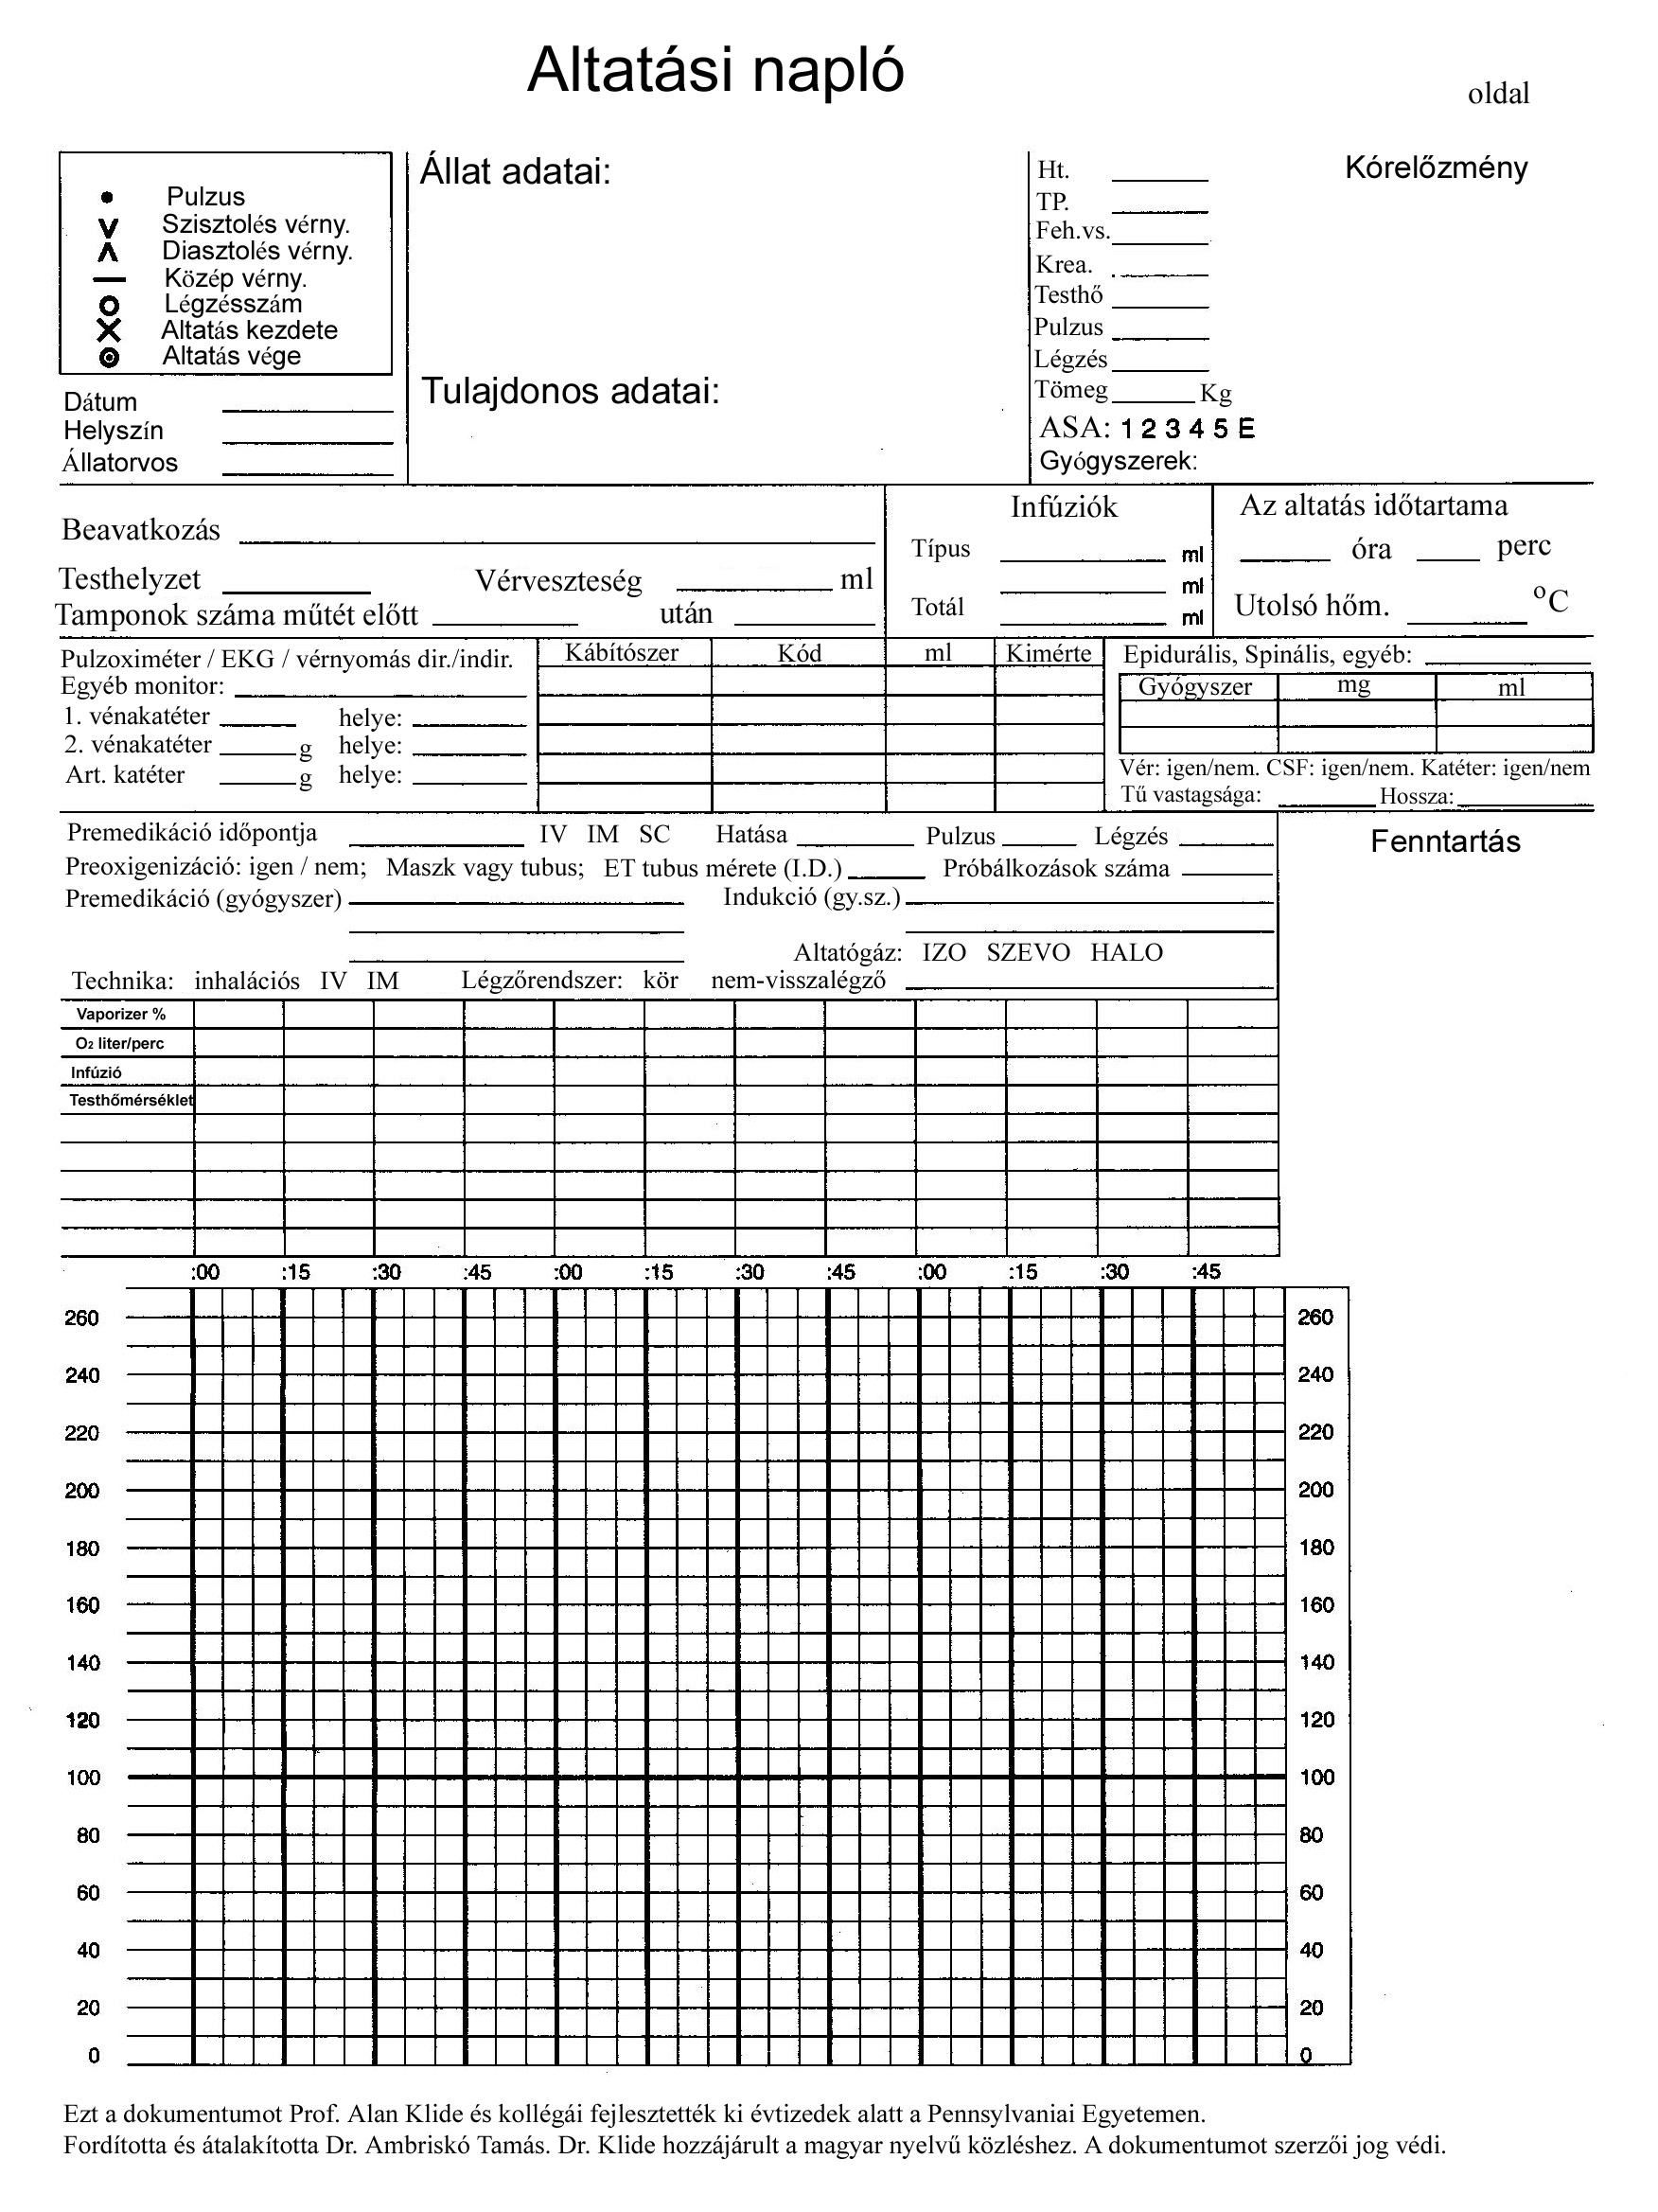 Altatási napló
oldal
Pulzus
Szisztolés vérny.
Diasztolés vérny.
Közép vérny.
Légzésszám
Altatás kezdete
Altatás vége
Dátum
Helyszín
Állatorvos
Állat adatai:
Tulajdonos adatai:
Ht.
TP.
Feh.vs.
Krea.
Testhő
Pulzus
Légzés
Tömeg Kg
ASA: 1 2 3 4 5 E
Gyógyszerek:
Kórelőzmény
Beavatkozás
Testhelyzet Vérveszteség ml
Tamponok száma műtét előtt után
Infúziók
Típus ml
ml
Totál ml
Az altatás időtartama
óra perc
Utolsó hőm. °C
Pulzoximéter / EKG / vérnyomás dir./indir.
Egyéb monitor:
1. vénakatéter helye:
2. vénakatéter g helye:
Art. katéter g helye:
Kábítószer Kód ml Kimérte
Epidurális, Spinális, egyéb:
Gyógyszer mg ml
Vér: igen/nem. CSF: igen/nem. Katéter: igen/nem
Tű vastagsága: Hossza:
Premedikáció időpontja IV IM SC Hatása Pulzus Légzés
Preoxigenizáció: igen / nem; Maszk vagy tubus; ET tubus mérete (I.D.) Próbálkozások száma
Premedikáció (gyógyszer) Indukció (gy.sz.)
Altatógáz: IZO SZEVO HALO
Technika: inhalációs IV IM Légzőrendszer: kör nem-visszalégző
Fenntartás
Vaporizer %
O2 liter/perc
Infúzió
Testhőmérséklet
:00 :15 :30 :45 :00 :15 :30 :45 :00 :15 :30 :45
260 260
240 240
220 220
200 200
180 180
160 160
140 140
120 120
100 100
80 80
60 60
40 40
20 20
0 0
Ezt a dokumentumot Prof. Alan Klide és kollégái fejlesztették ki évtizedek alatt a Pennsylvaniai Egyetemen.
Fordította és átalakította Dr. Ambriskó Tamás. Dr. Klide hozzájárult a magyar nyelvű közléshez. A dokumentumot szerzői jog védi.